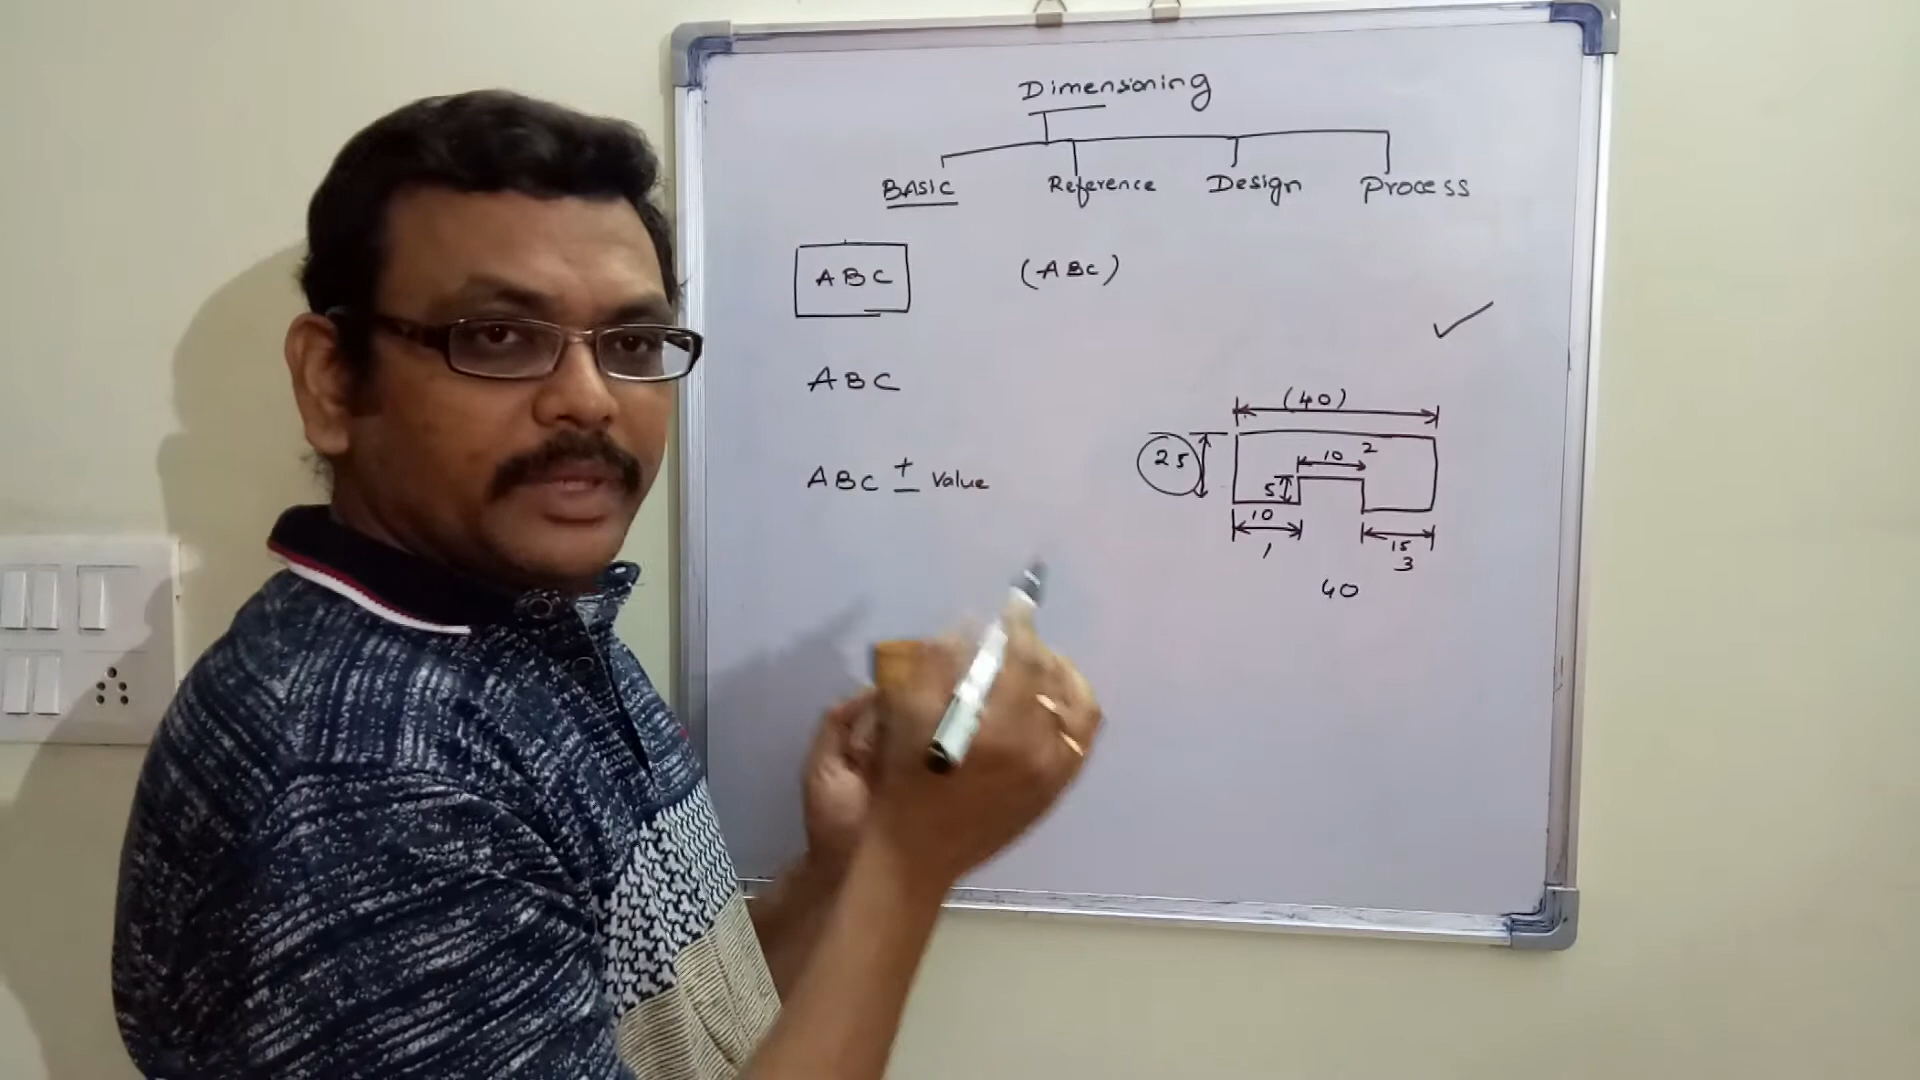 Dimensioning
BASIC Reference Design Process
ABC (ABC)
ABC
ABC ± Value
(40)
25
10 2
5
10
1
15
3
40